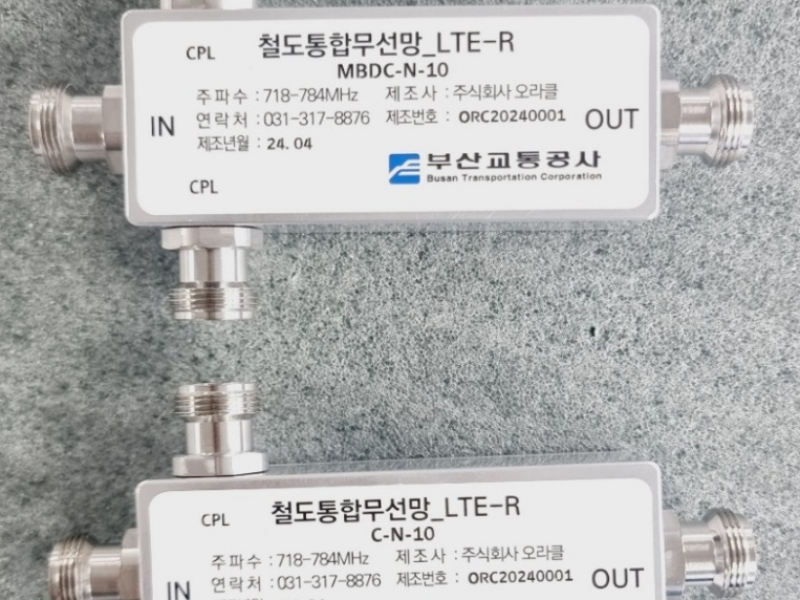 CPL
철도통합무선망_LTE-R
MBDC-N-10
주파수 : 718-784MHz 제조사 : 주식회사 오라클
IN
연락처 : 031-317-8876 제조번호 : ORC20240001
OUT
제조년월 : 24. 04
부산교통공사
Busan Transportation Corporation
CPL
CPL
철도통합무선망_LTE-R
C-N-10
주파수 : 718-784MHz 제조사 : 주식회사 오라클
IN
연락처 : 031-317-8876 제조번호 : ORC20240001
OUT